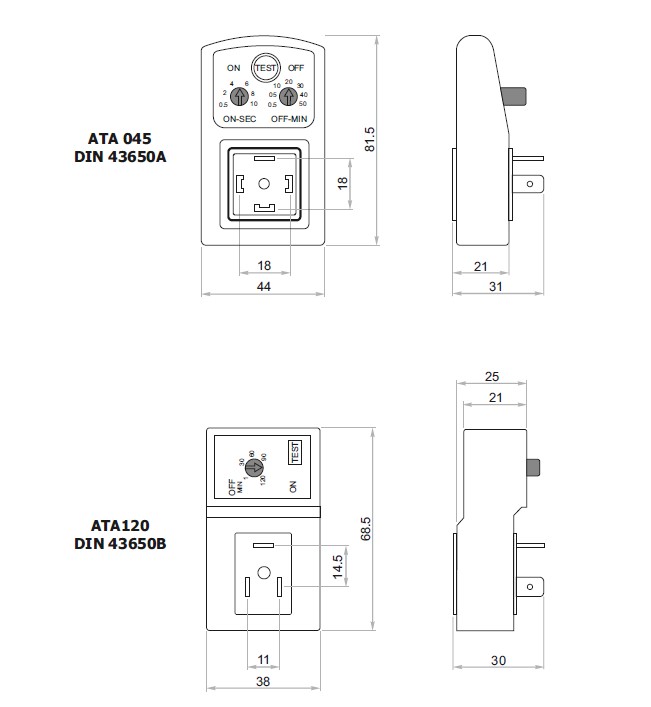 ON TEST OFF
4 6 10 20 30
2 8 05 40
0.5 10 0.5 50
ON-SEC OFF-MIN
ATA 045
DIN 43650A
81.5
18
18
44
21
31
25
21
30 60 90
TEST
OFF
MIN
1 120
ON
ATA120
DIN 43650B
68.5
14.5
11
38
30